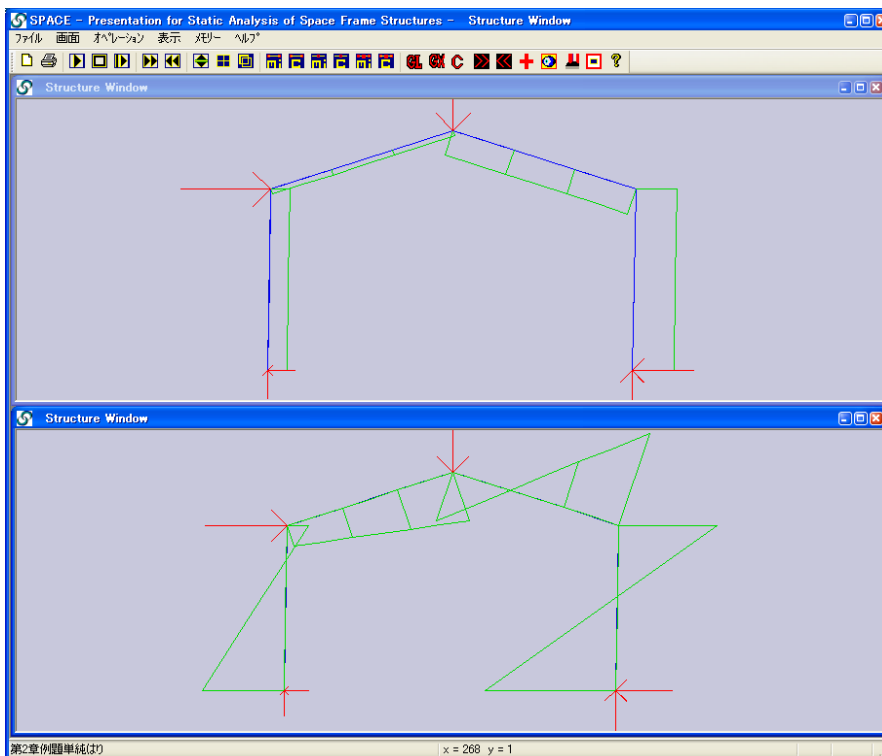 SPACE - Presentation for Static Analysis of Space Frame Structures - Structure Window
ファイル 画面 オペレーション 表示 メモリー ヘルプ
GL GX C ?
Structure Window
Structure Window
第2章例題単純はり x = 268 y = 1